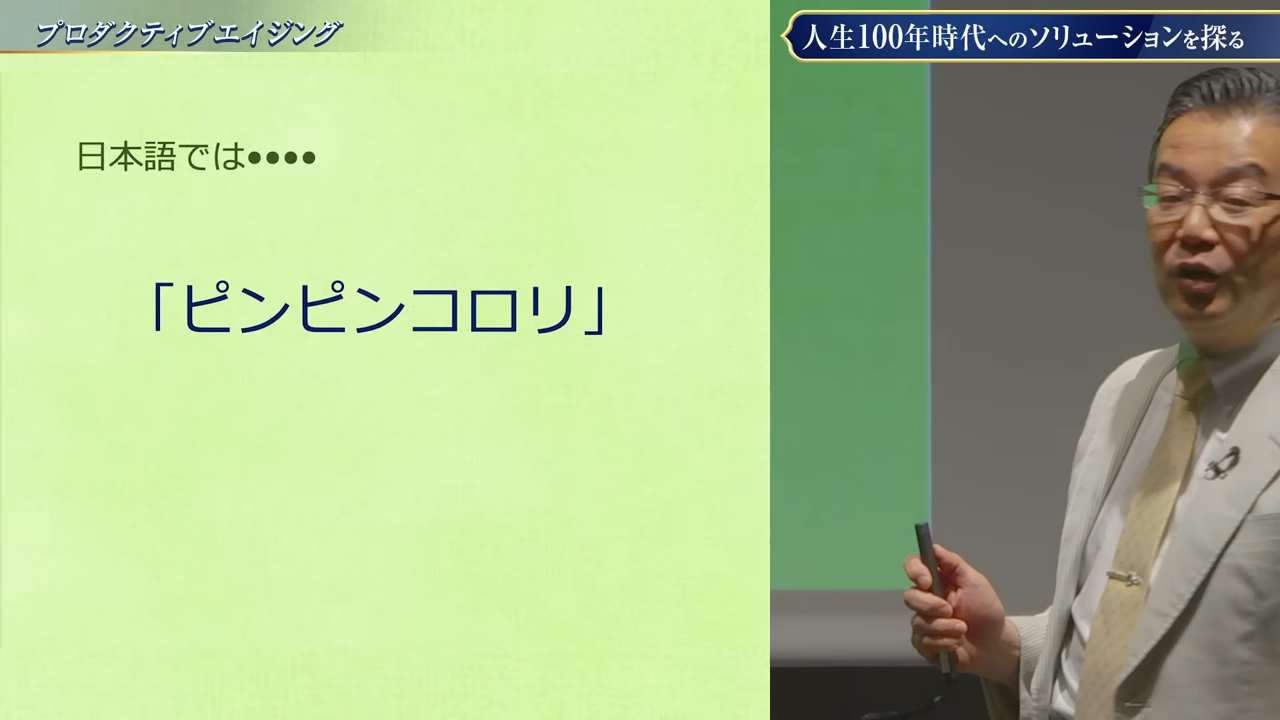 プロダクティブエイジング
人生100年時代へのソリューションを探る
日本語では••••
「ピンピンコロリ」